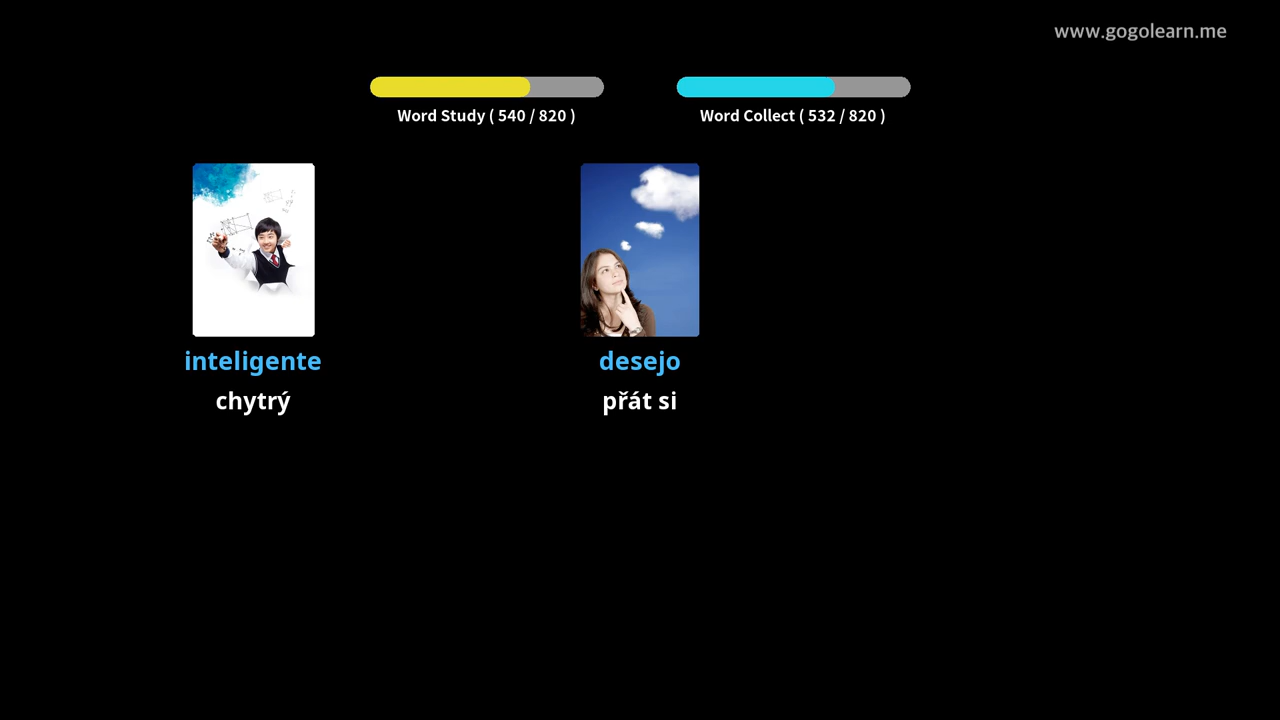 www.gogolearn.me
Word Study ( 540 / 820 )
Word Collect ( 532 / 820 )
inteligente
chytrý
desejo
přát si